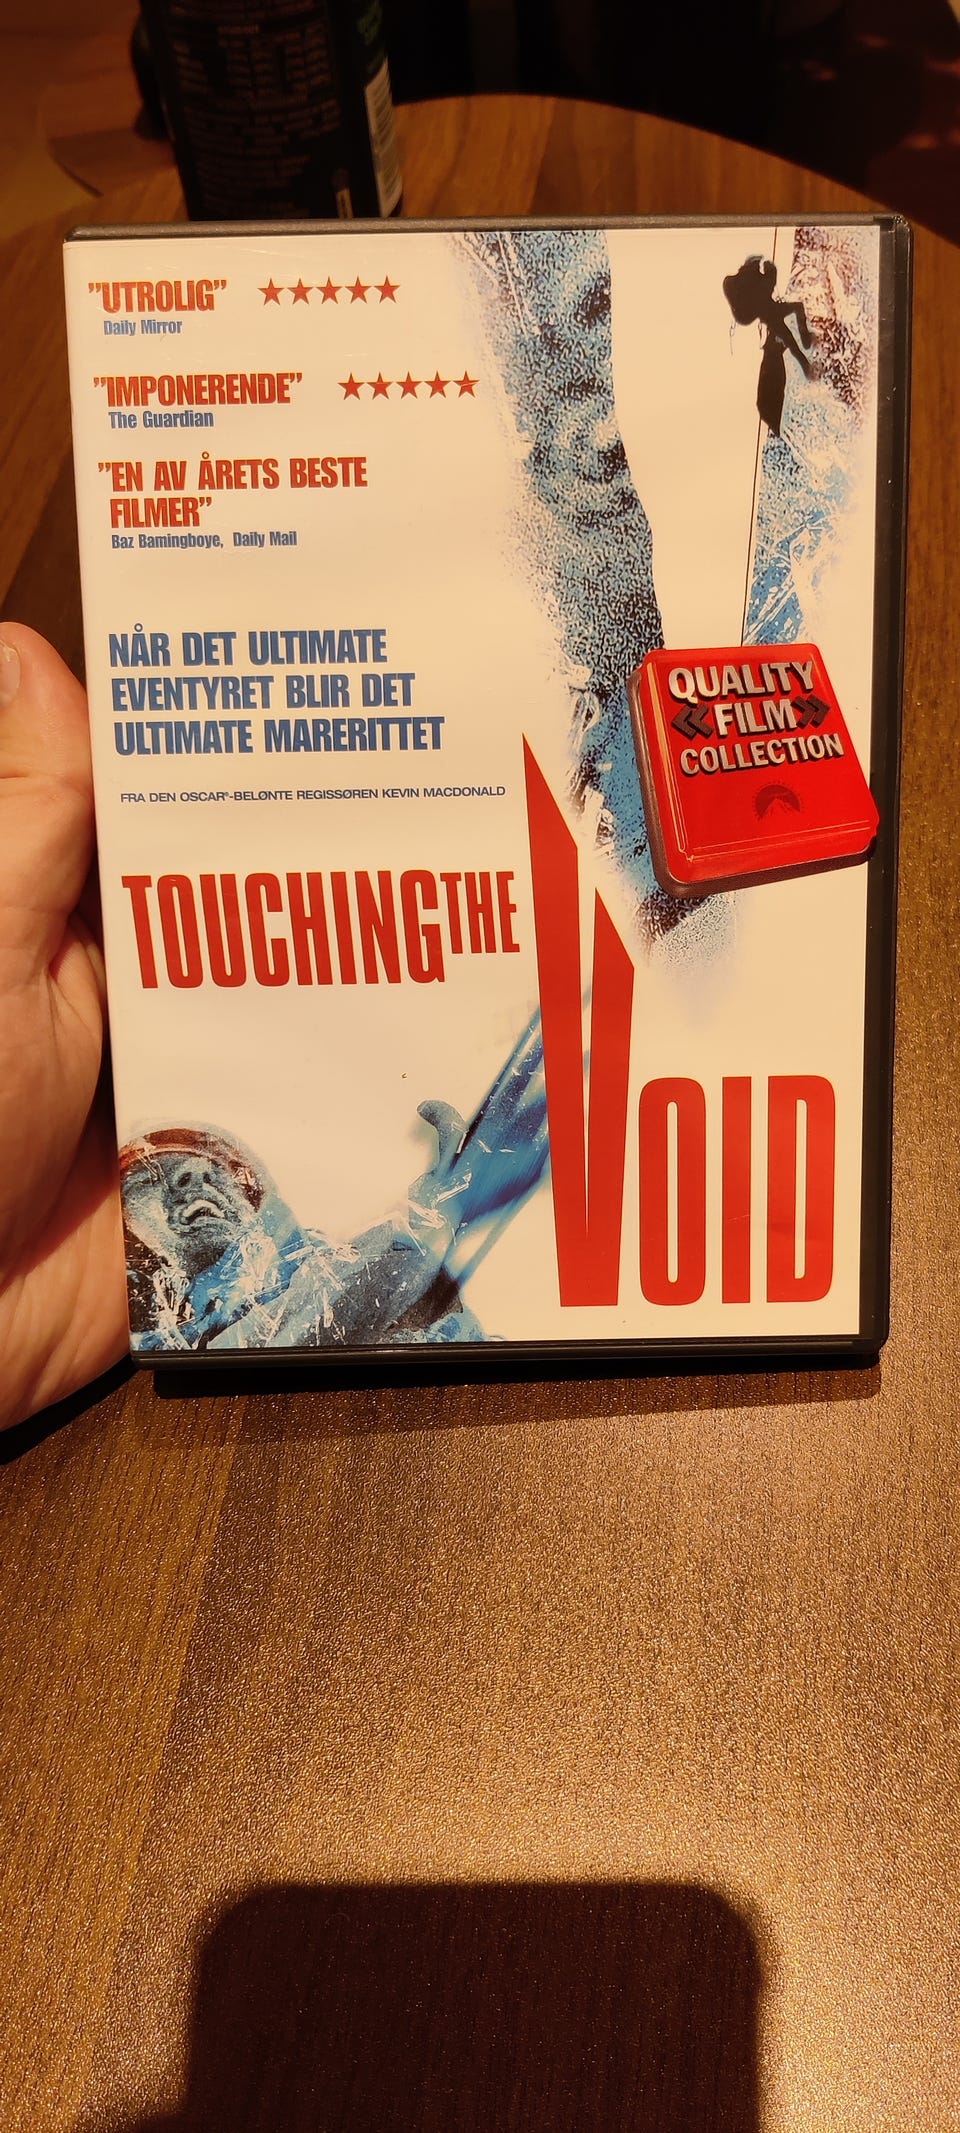 ”UTROLIG” ★★★★★
Daily Mirror
”IMPONERENDE” ★★★★★
The Guardian
”EN AV ÅRETS BESTE
FILMER”
Baz Bamingboye, Daily Mail
NÅR DET ULTIMATE
EVENTYRET BLIR DET
ULTIMATE MARERITTET
FRA DEN OSCAR®-BELØNTE REGISSØREN KEVIN MACDONALD
QUALITY
«FILM»
COLLECTION
TOUCHING THE
VOID